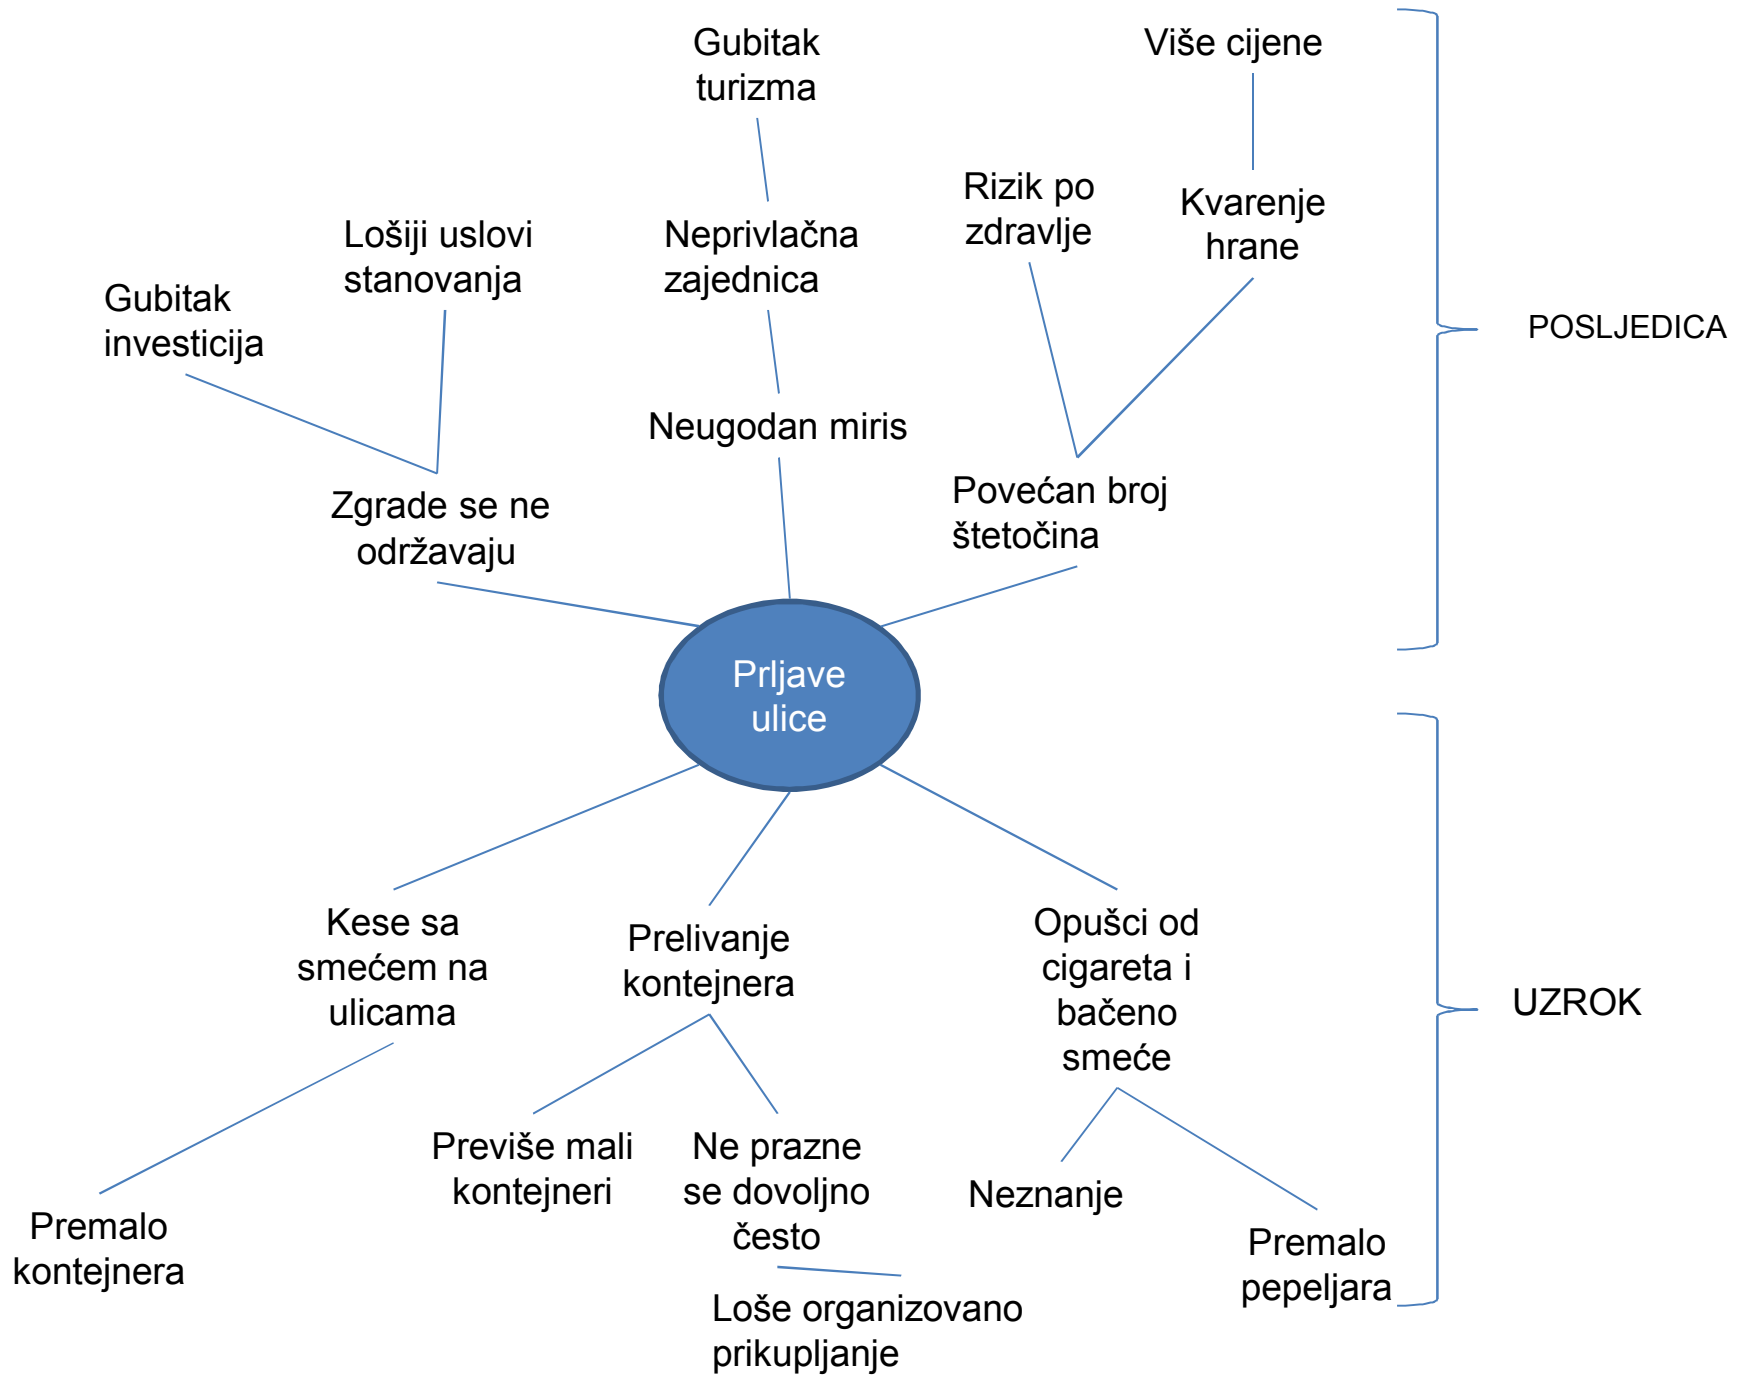 Gubitak
turizma
Više cijene
Rizik po
zdravlje
Kvarenje
hrane
Lošiji uslovi
stanovanja
Neprivlačna
zajednica
Gubitak
investicija
POSLJEDICA
Neugodan miris
Zgrade se ne
održavaju
Povećan broj
štetočina
Prljave
ulice
Kese sa
smećem na
ulicama
Prelivanje
kontejnera
Opušci od
cigareta i
bačeno
smeće
UZROK
Previše mali
kontejneri
Ne prazne
se dovoljno
često
Neznanje
Premalo
kontejnera
Premalo
pepeljara
Loše organizovano
prikupljanje